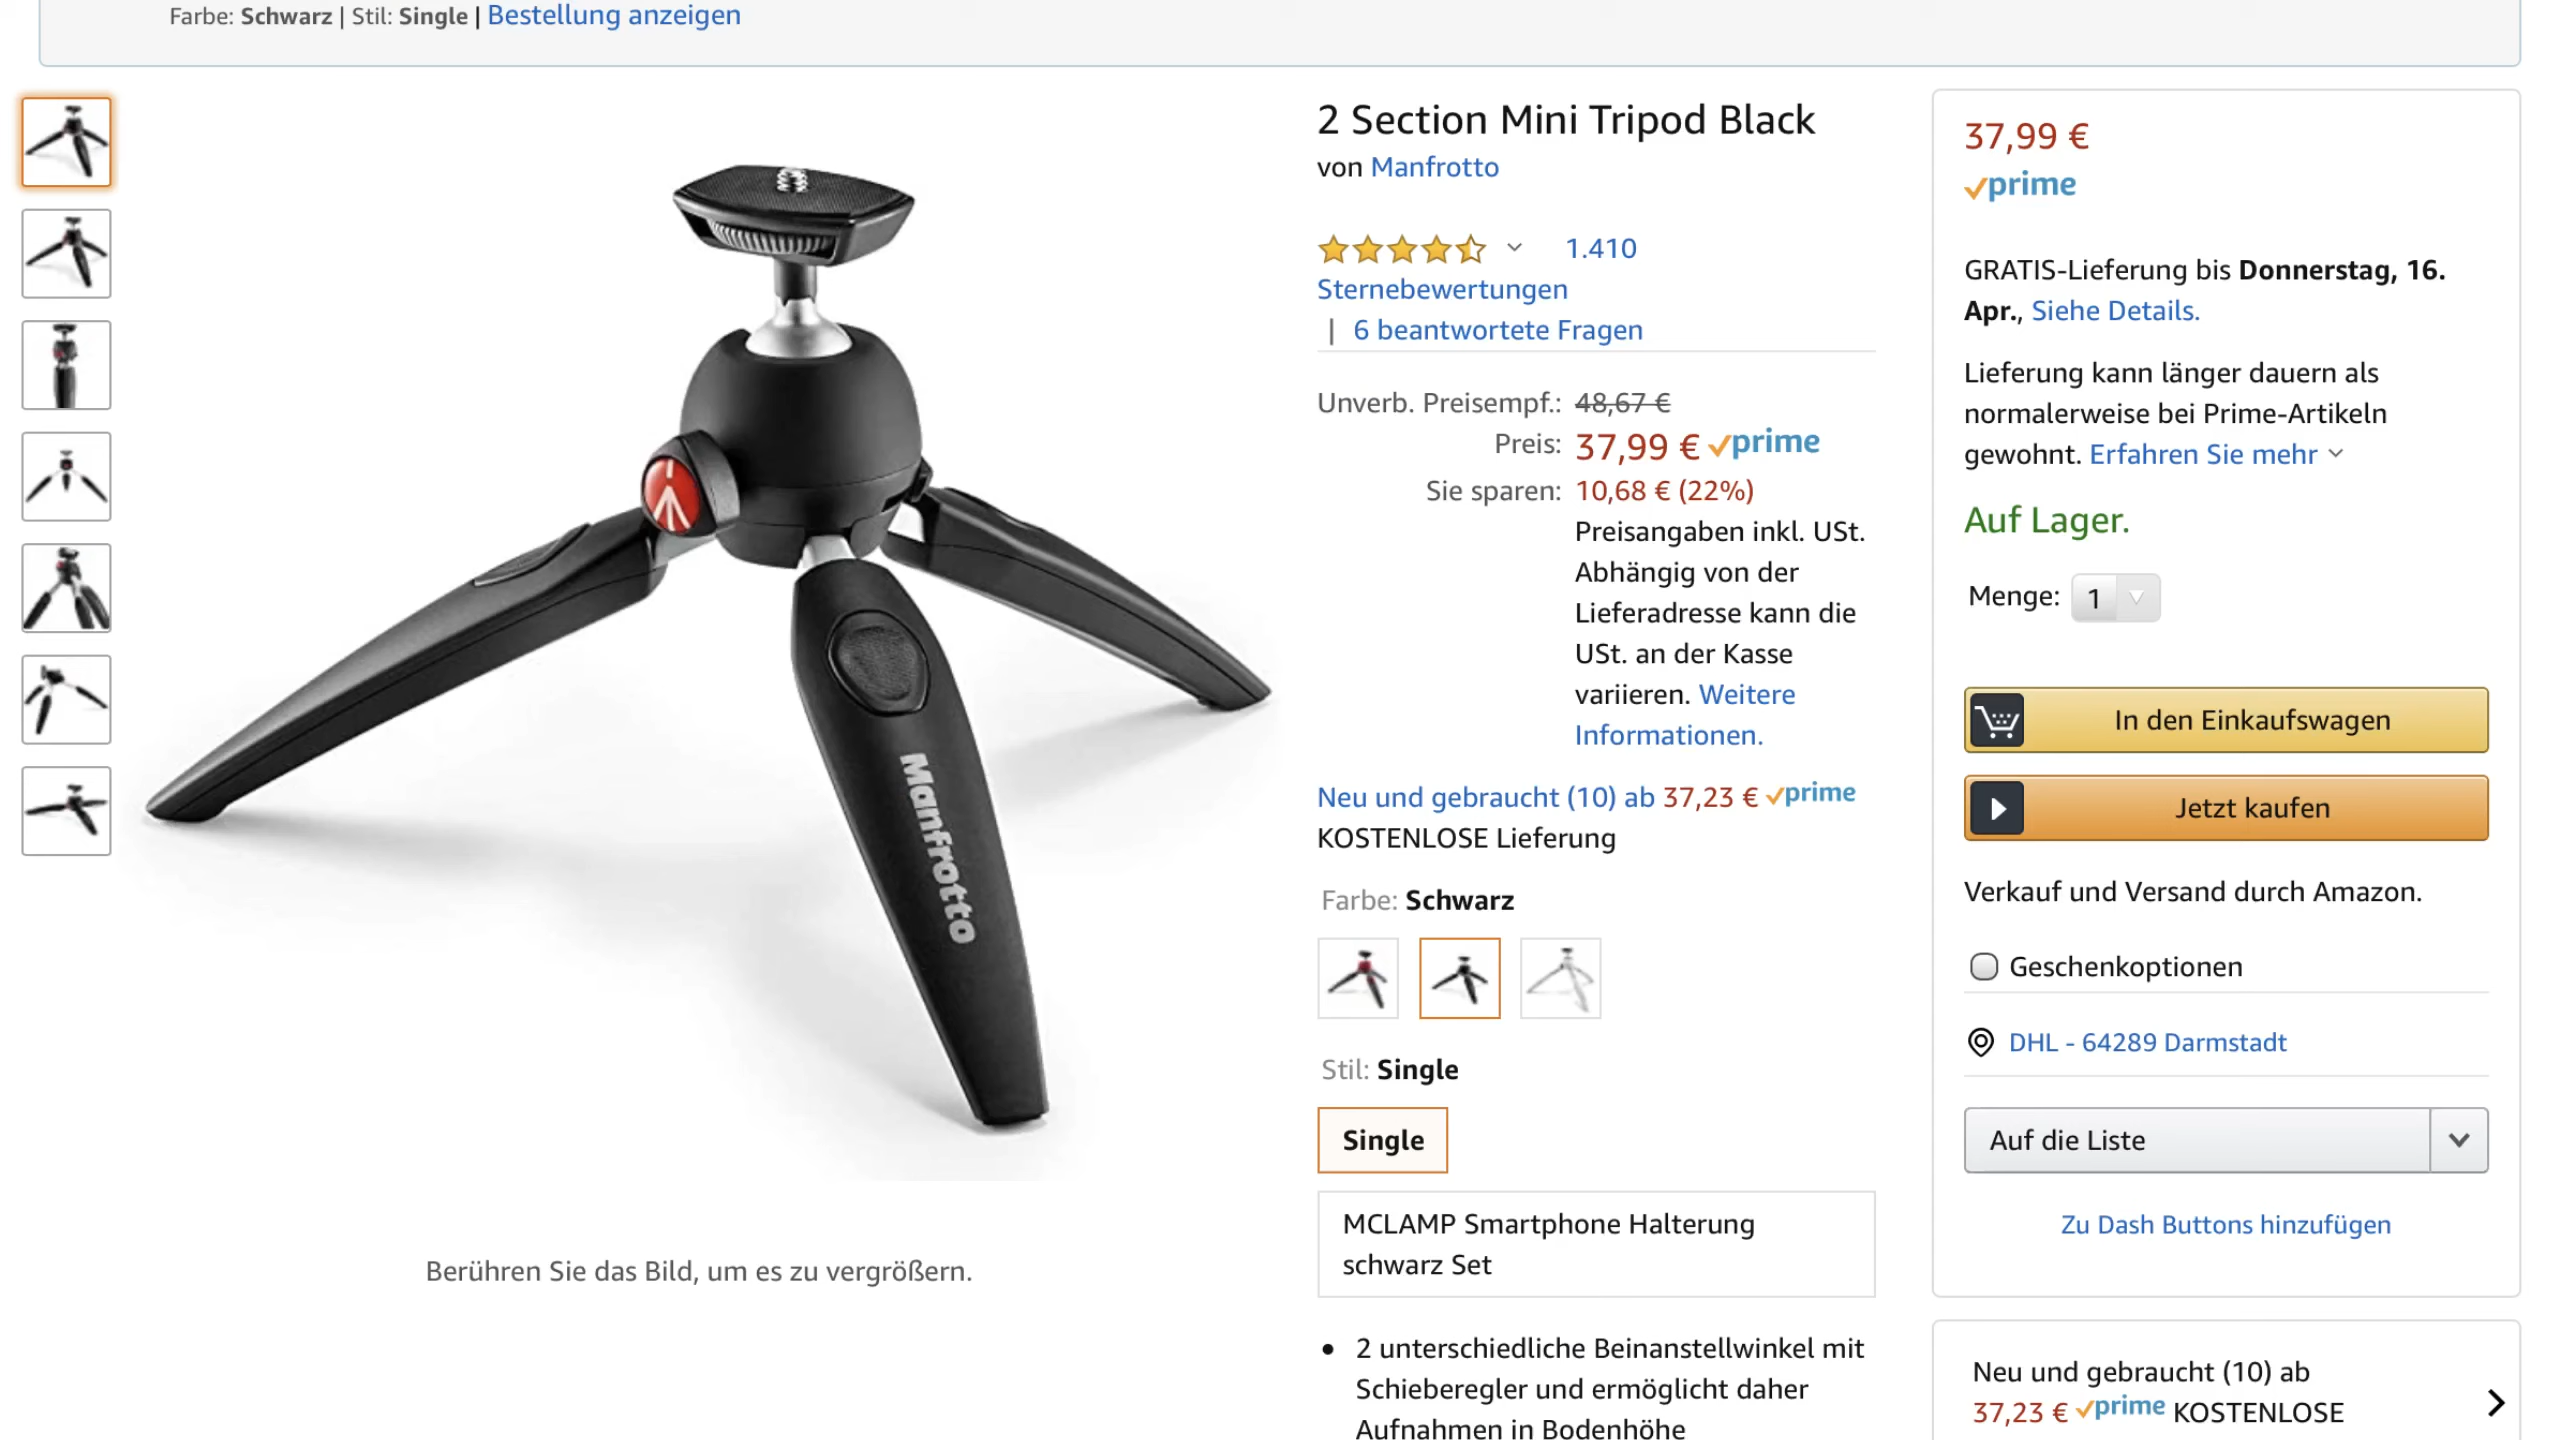 Farbe: Schwarz | Stil: Single | Bestellung anzeigen
Manfrotto
Berühren Sie das Bild, um es zu vergrößern.
2 Section Mini Tripod Black
von Manfrotto
1.410
Sternebewertungen
| 6 beantwortete Fragen
Unverb. Preisempf.: 48,67 €
Preis: 37,99 € prime
Sie sparen: 10,68 € (22%)
Preisangaben inkl. USt.
Abhängig von der
Lieferadresse kann die
USt. an der Kasse
variieren. Weitere
Informationen.
Neu und gebraucht (10) ab 37,23 € prime
KOSTENLOSE Lieferung
Farbe: Schwarz
Stil: Single
Single
MCLAMP Smartphone Halterung
schwarz Set
• 2 unterschiedliche Beinanstellwinkel mit
Schieberegler und ermöglicht daher
Aufnahmen in Bodenhöhe
37,99 €
prime
GRATIS-Lieferung bis Donnerstag, 16.
Apr., Siehe Details.
Lieferung kann länger dauern als
normalerweise bei Prime-Artikeln
gewohnt. Erfahren Sie mehr
Auf Lager.
Menge: 1
In den Einkaufswagen
Jetzt kaufen
Verkauf und Versand durch Amazon.
Geschenkoptionen
DHL - 64289 Darmstadt
Auf die Liste
Zu Dash Buttons hinzufügen
Neu und gebraucht (10) ab
37,23 € prime KOSTENLOSE